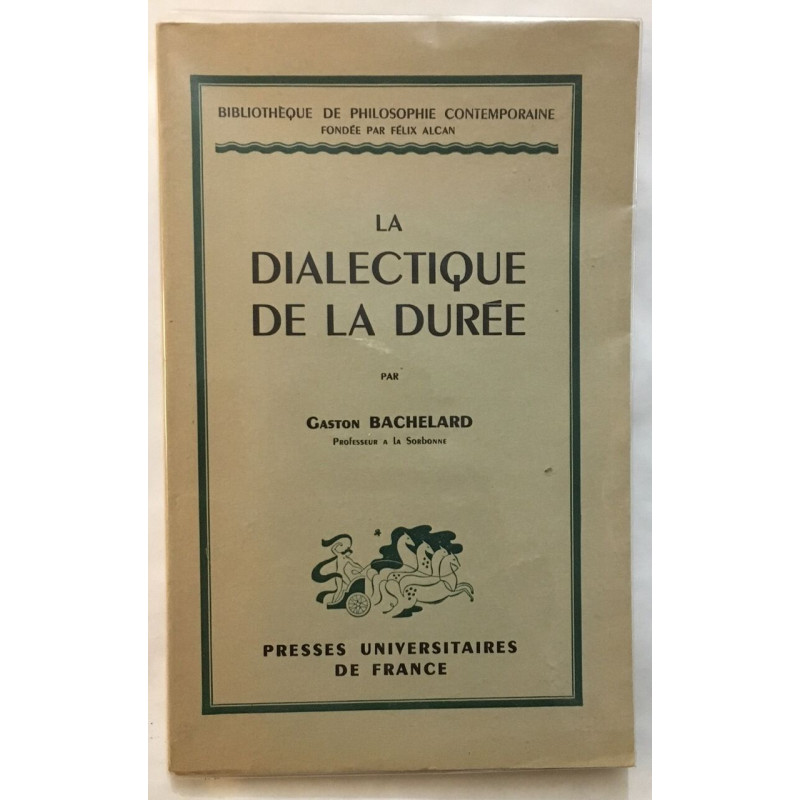 BIBLIOTHÈQUE DE PHILOSOPHIE CONTEMPORAINE
FONDÉE PAR FÉLIX ALCAN
LA
DIALECTIQUE
DE LA DURÉE
PAR
GASTON BACHELARD
PROFESSEUR A LA SORBONNE
PRESSES UNIVERSITAIRES
DE FRANCE